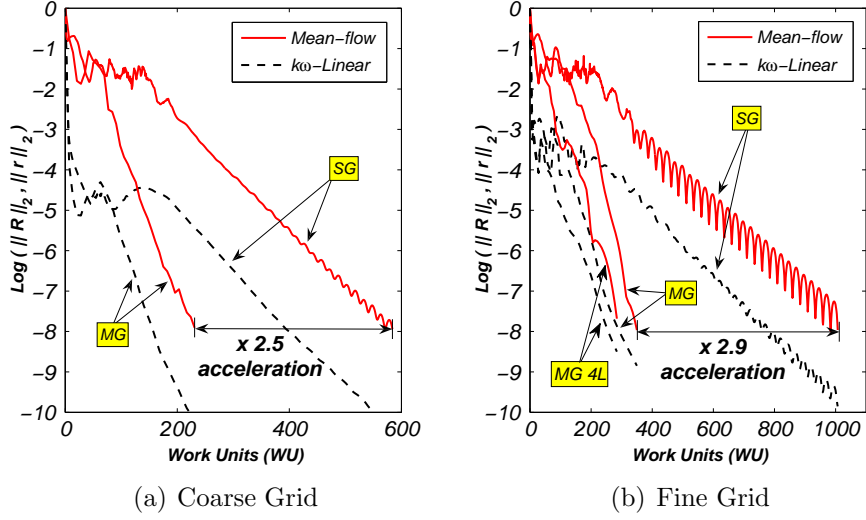 0
−1
−2
−3
−4
−5
−6
−7
−8
−9
−10
Log ( || R ||2 , || r || 2 )
Mean−flow
kω−Linear
SG
MG
x 2.5
acceleration
0
200
400
600
Work Units (WU)
(a) Coarse Grid
0
−1
−2
−3
−4
−5
−6
−7
−8
−9
−10
Log ( || R ||2 , || r || 2 )
Mean−flow
kω−Linear
SG
MG
MG 4L
x 2.9
acceleration
0
200
400
600
800
1000
Work Units (WU)
(b) Fine Grid